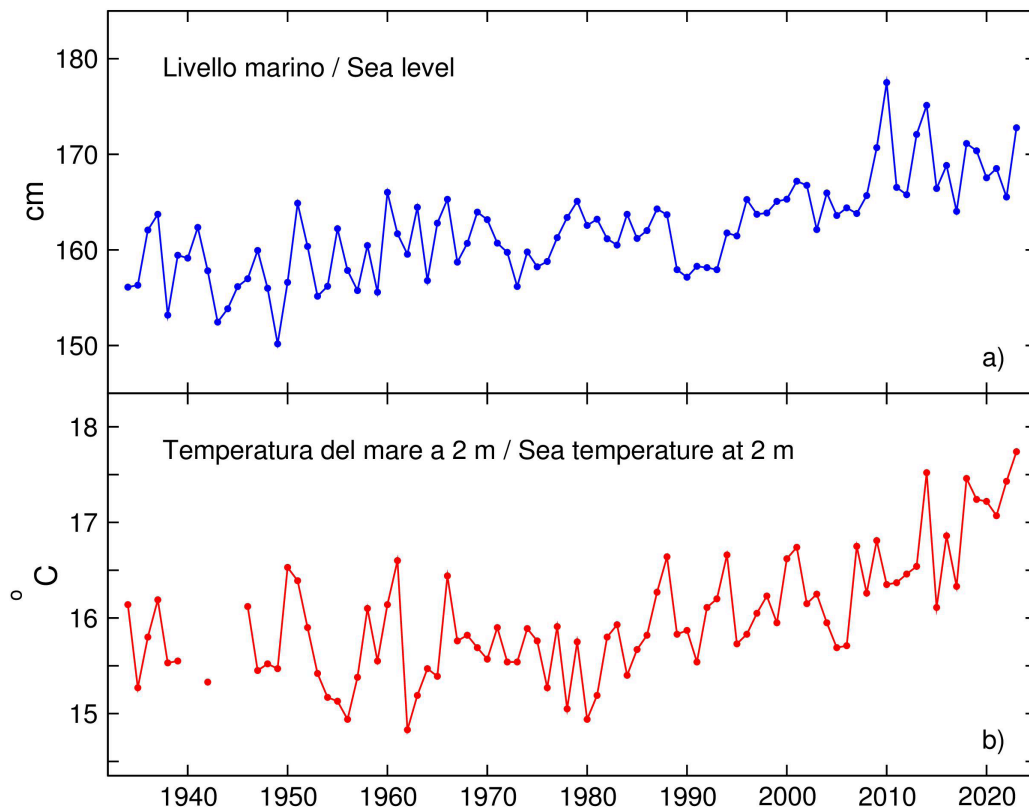 180
Livello marino / Sea level
170
cm
160
150
a)
18
Temperatura del mare a 2 m / Sea temperature at 2 m
17
o C
16
15
b)
1940 1950 1960 1970 1980 1990 2000 2010 2020